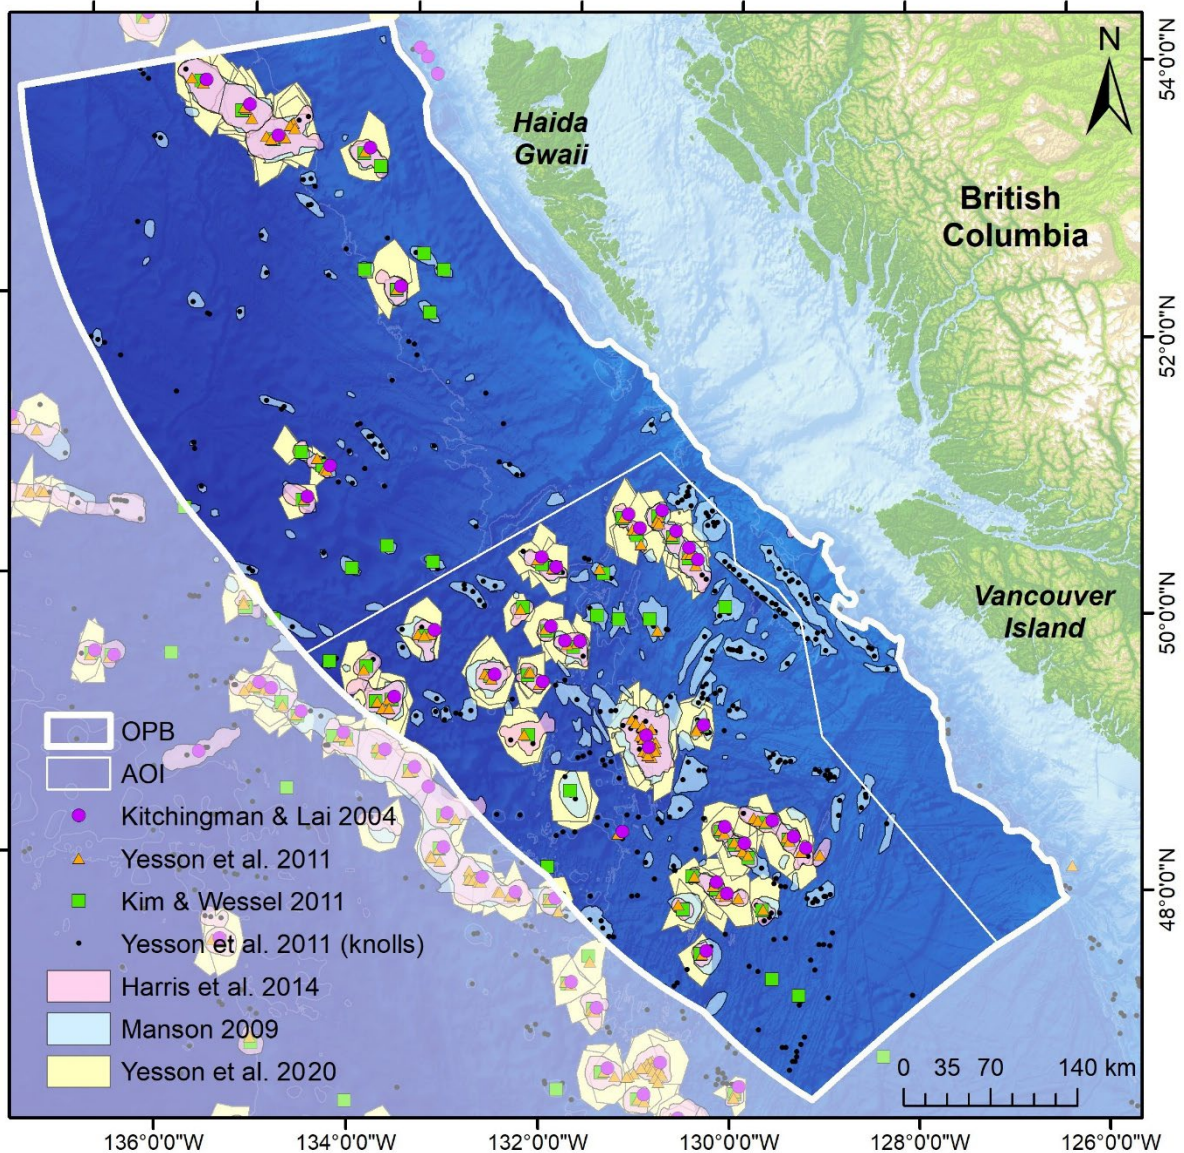 N
Haida
Gwaii
British
Columbia
Vancouver
Island
54°0'0"N
52°0'0"N
50°0'0"N
48°0'0"N
OPB
AOI
Kitchingman & Lai 2004
Yesson et al. 2011
Kim & Wessel 2011
Yesson et al. 2011 (knolls)
Harris et al. 2014
Manson 2009
Yesson et al. 2020
0 35 70 140 km
136°0'0"W 134°0'0"W 132°0'0"W 130°0'0"W 128°0'0"W 126°0'0"W